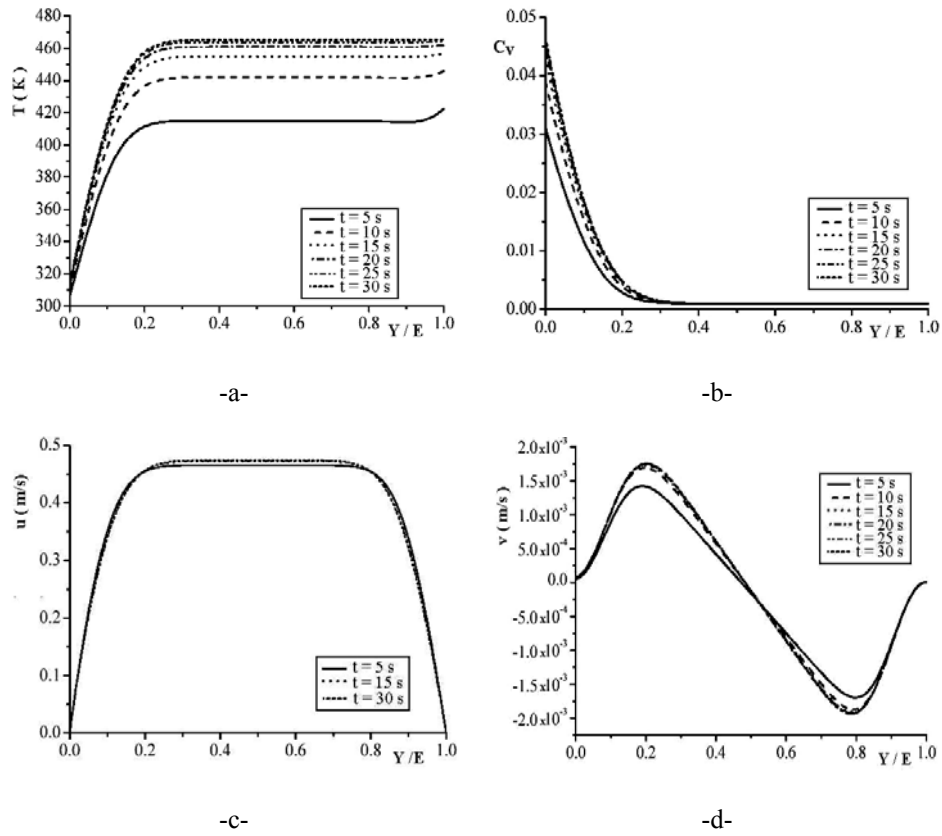 480
460
440
420
400
380
360
340
320
300
T ( K )
t = 5 s
t = 10 s
t = 15 s
t = 20 s
t = 25 s
t = 30 s
0.0 0.2 0.4 0.6 0.8 1.0
Y / E
-a-
0.05
0.04
0.03
0.02
0.01
0.00
CV
t = 5 s
t = 10 s
t = 15 s
t = 20 s
t = 25 s
t = 30 s
0.0 0.2 0.4 0.6 0.8 1.0
Y / E
-b-
0.5
0.4
0.3
0.2
0.1
0.0
u ( m/s)
t = 5 s
t = 15 s
t = 30 s
0.0 0.2 0.4 0.6 0.8 1.0
Y /E
-c-
2.0x10-3
1.5x10-3
1.0x10-3
5.0x10-4
0.0
-5.0x10-4
-1.0x10-3
-1.5x10-3
-2.0x10-3
v ( m/s)
t = 5 s
t = 10 s
t = 15 s
t = 20 s
t = 25 s
t = 30 s
0.0 0.2 0.4 0.6 0.8 1.0
Y / E
-d-